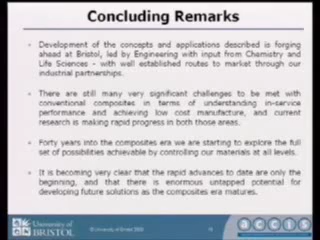 Concluding Remarks
Development of the concepts and applications described is forging
ahead at Bristol, led by Engineering with input from Chemistry and
Life Sciences - with well established routes to market through our
industrial partnerships.
There are still many very significant challenges to be met with
conventional composites in terms of understanding in-service
performance and achieving low cost manufacture, and current
research is making rapid progress in both those areas.
Forty years into the composites era we are starting to explore the full
set of possibilities achievable by controlling our materials at all levels.
It is becoming very clear that the rapid advances to date are only the
beginning, and that there is enormous untapped potential for
developing future solutions as the composites era matures.
University of
BRISTOL
© University of Bristol
accis